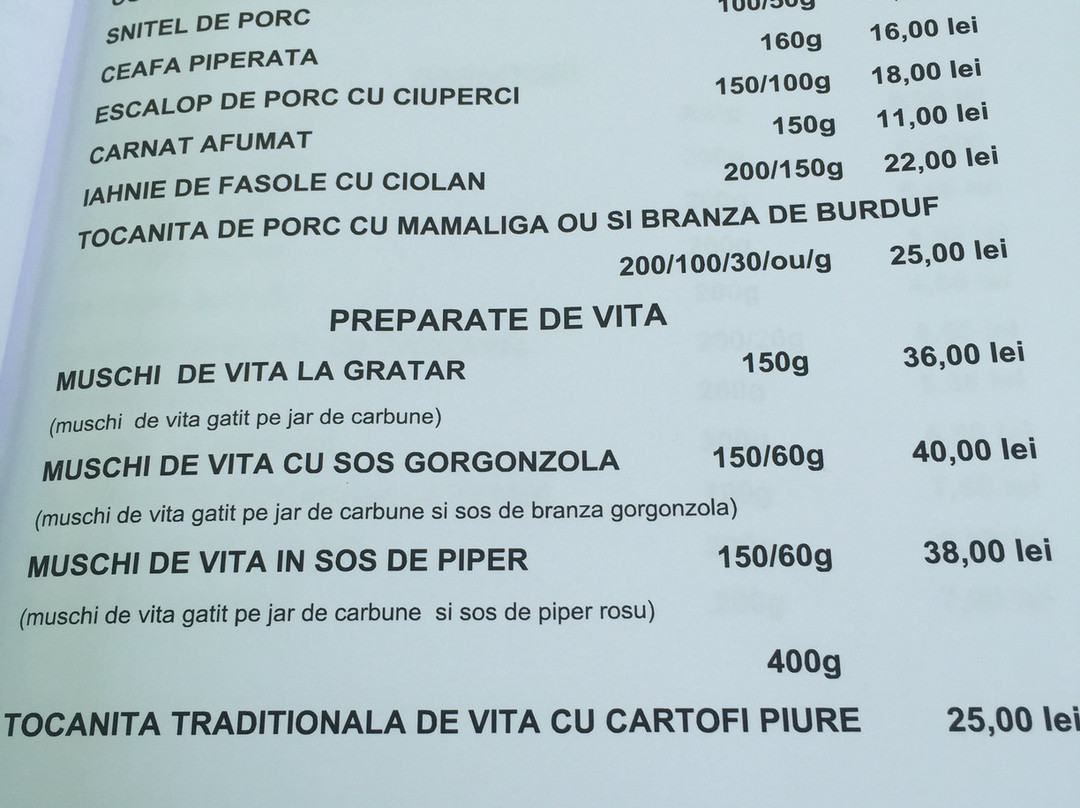 SNITEL DE PORC 100/50g
CEAFA PIPERATA 160g 16,00 lei
ESCALOP DE PORC CU CIUPERCI 150/100g 18,00 lei
CARNAT AFUMAT 150g 11,00 lei
IAHNIE DE FASOLE CU CIOLAN 200/150g 22,00 lei
TOCANITA DE PORC CU MAMALIGA OU SI BRANZA DE BURDUF
200/100/30/ou/g 25,00 lei
PREPARATE DE VITA
MUSCHI DE VITA LA GRATAR 150g 36,00 lei
(muschi de vita gatit pe jar de carbune)
MUSCHI DE VITA CU SOS GORGONZOLA 150/60g 40,00 lei
(muschi de vita gatit pe jar de carbune si sos de branza gorgonzola)
MUSCHI DE VITA IN SOS DE PIPER 150/60g 38,00 lei
(muschi de vita gatit pe jar de carbune si sos de piper rosu)
400g
TOCANITA TRADITIONALA DE VITA CU CARTOFI PIURE 25,00 lei